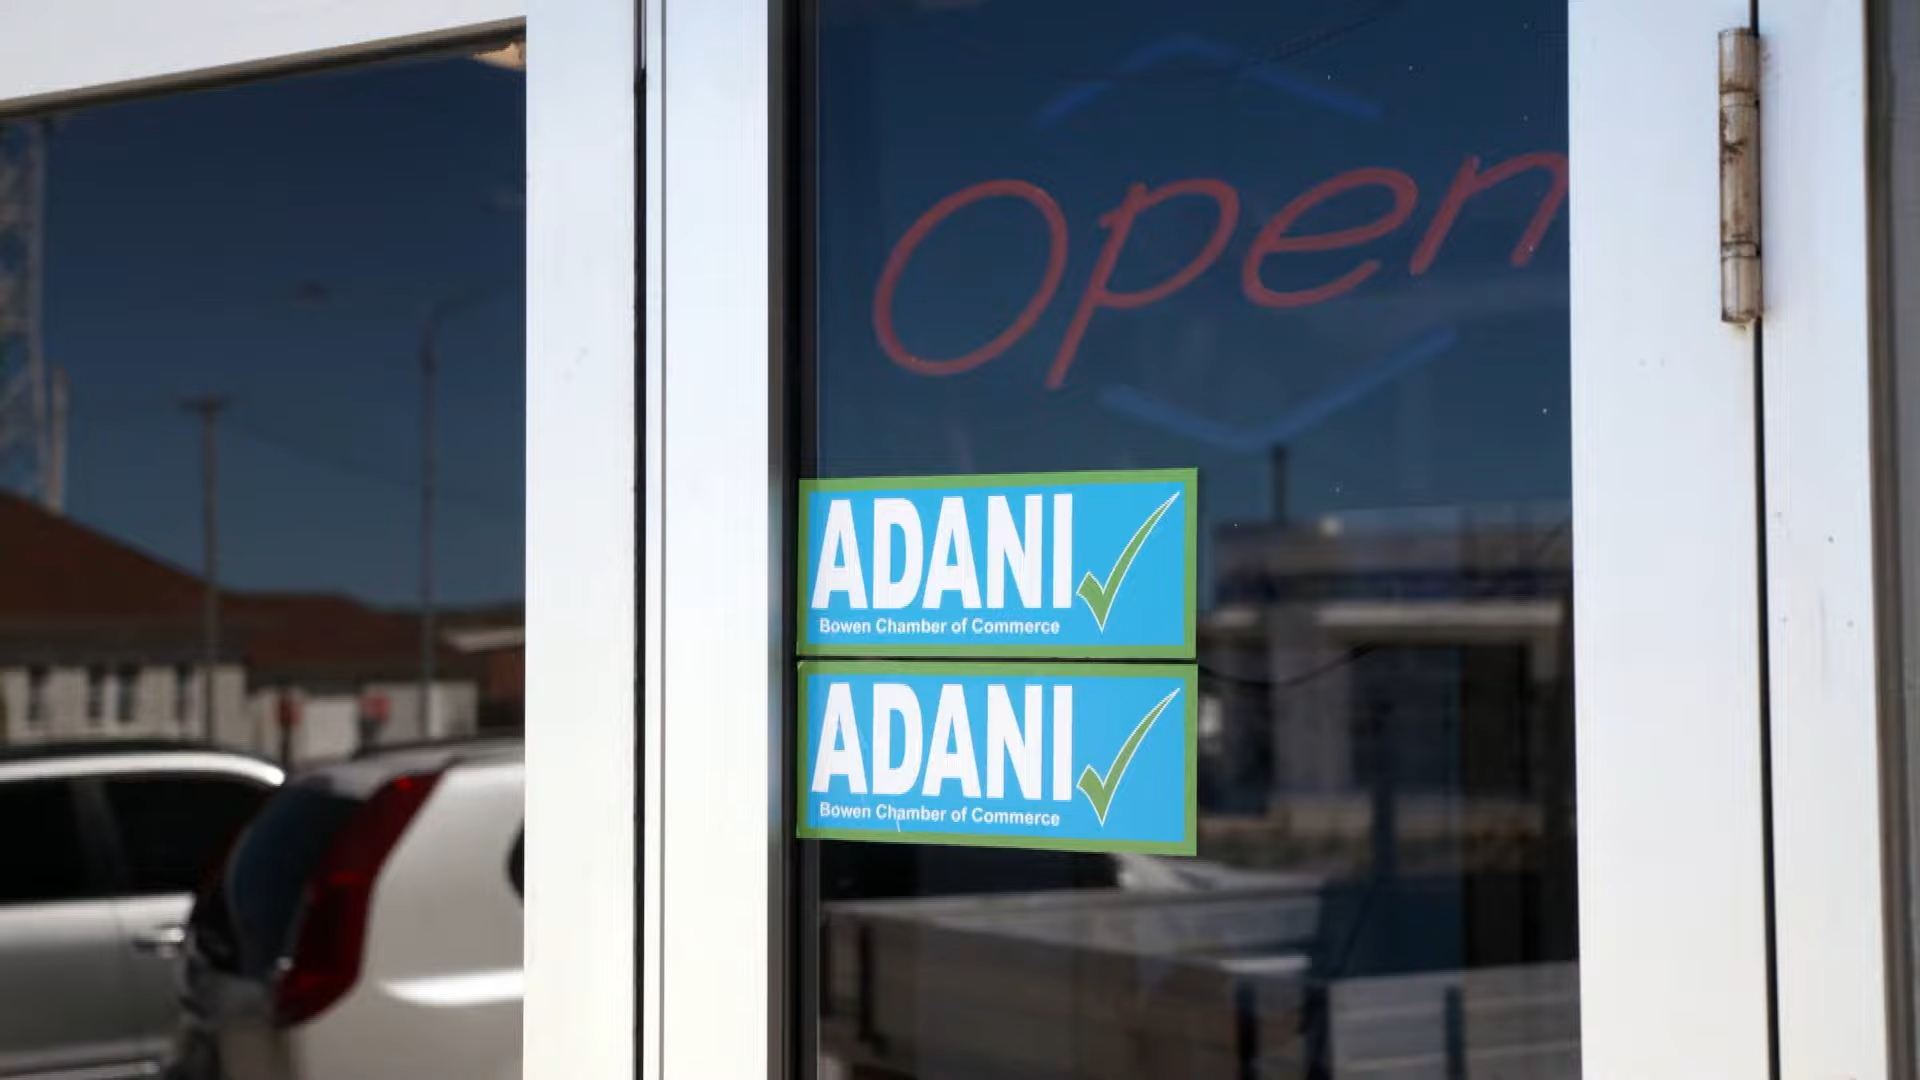 Open
ADANI
Bowen Chamber of Commerce
ADANI
Bowen Chamber of Commerce